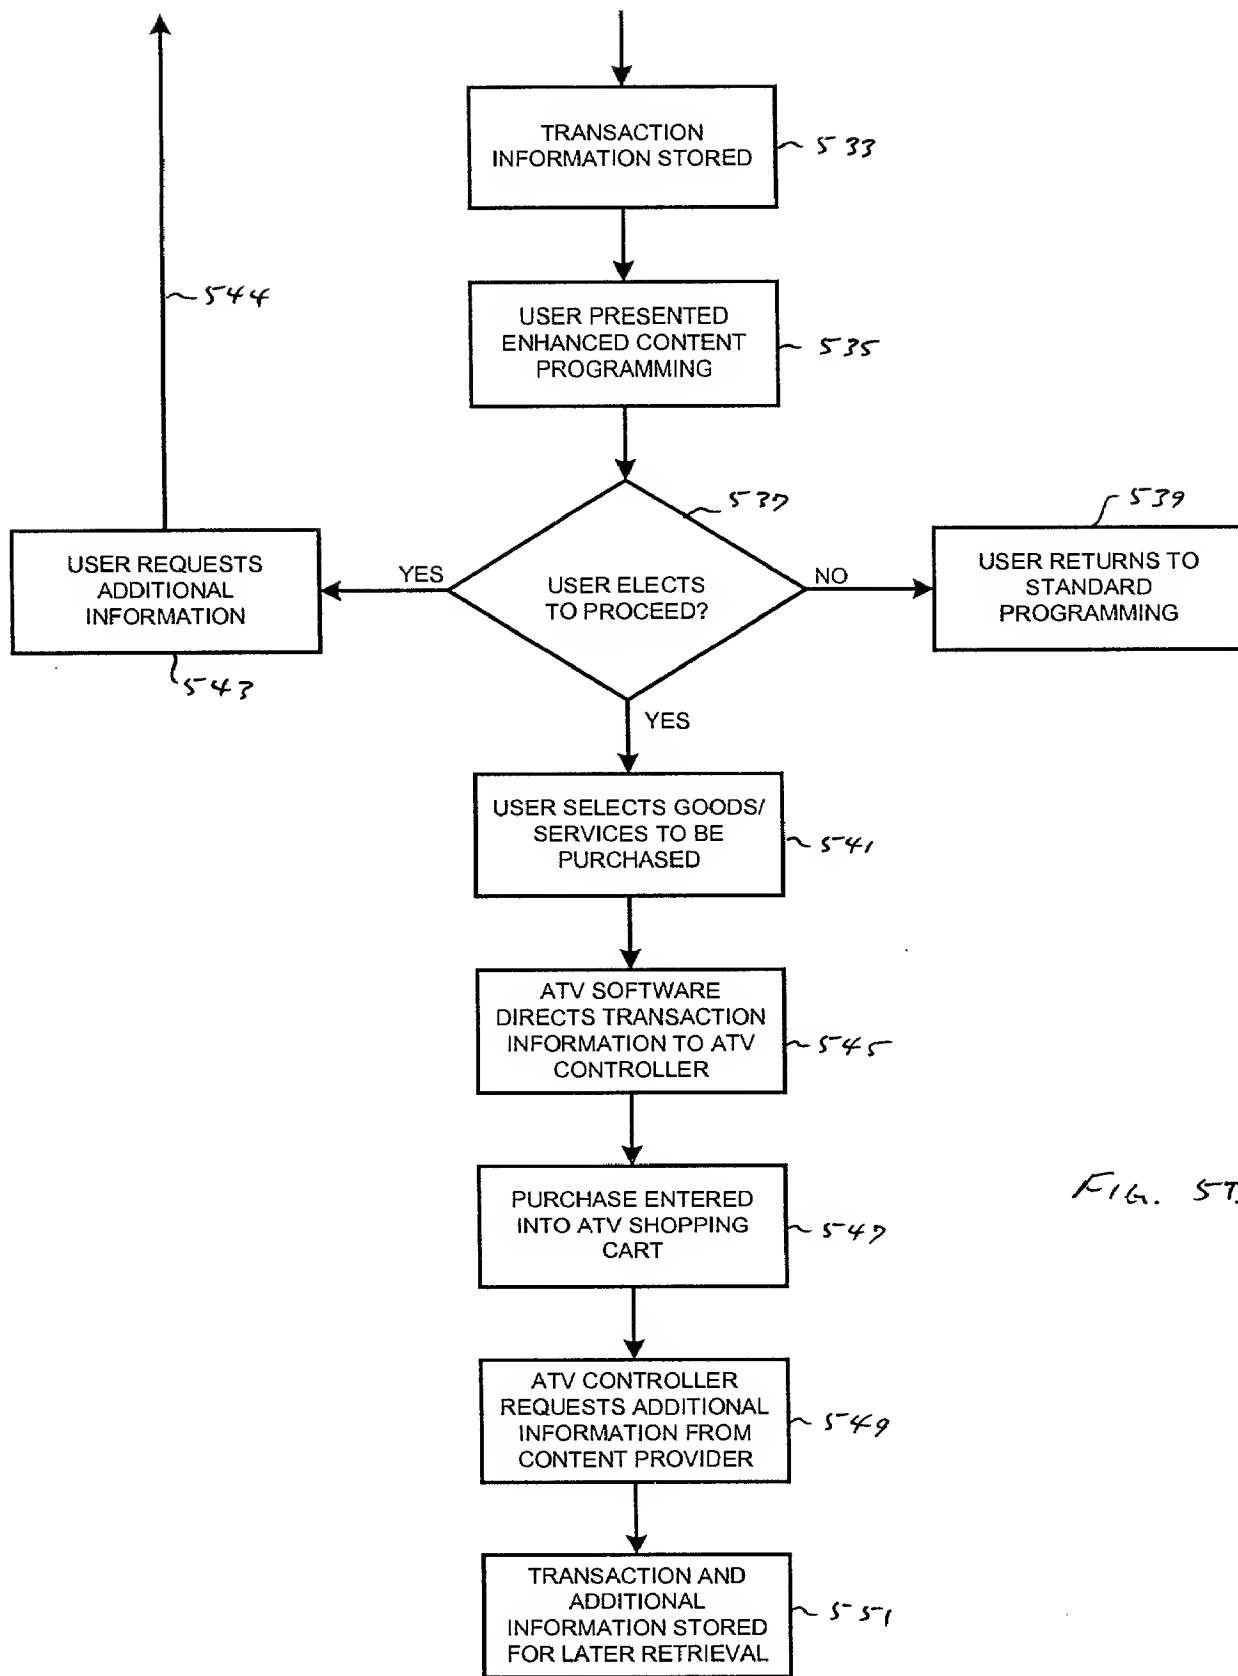 TRANSACTION
INFORMATION STORED
533
544
USER PRESENTED
ENHANCED CONTENT
PROGRAMMING
535
537
539
USER REQUESTS
ADDITIONAL
INFORMATION
YES
USER ELECTS
TO PROCEED?
NO
USER RETURNS TO
STANDARD
PROGRAMMING
543
YES
USER SELECTS GOODS/
SERVICES TO BE
PURCHASED
541
ATV SOFTWARE
DIRECTS TRANSACTION
INFORMATION TO ATV
CONTROLLER
545
PURCHASE ENTERED
INTO ATV SHOPPING
CART
547
FIG.
ATV CONTROLLER
REQUESTS ADDITIONAL
INFORMATION FROM
CONTENT PROVIDER
549
TRANSACTION AND
ADDITIONAL
INFORMATION STORED
FOR LATER RETRIEVAL
551